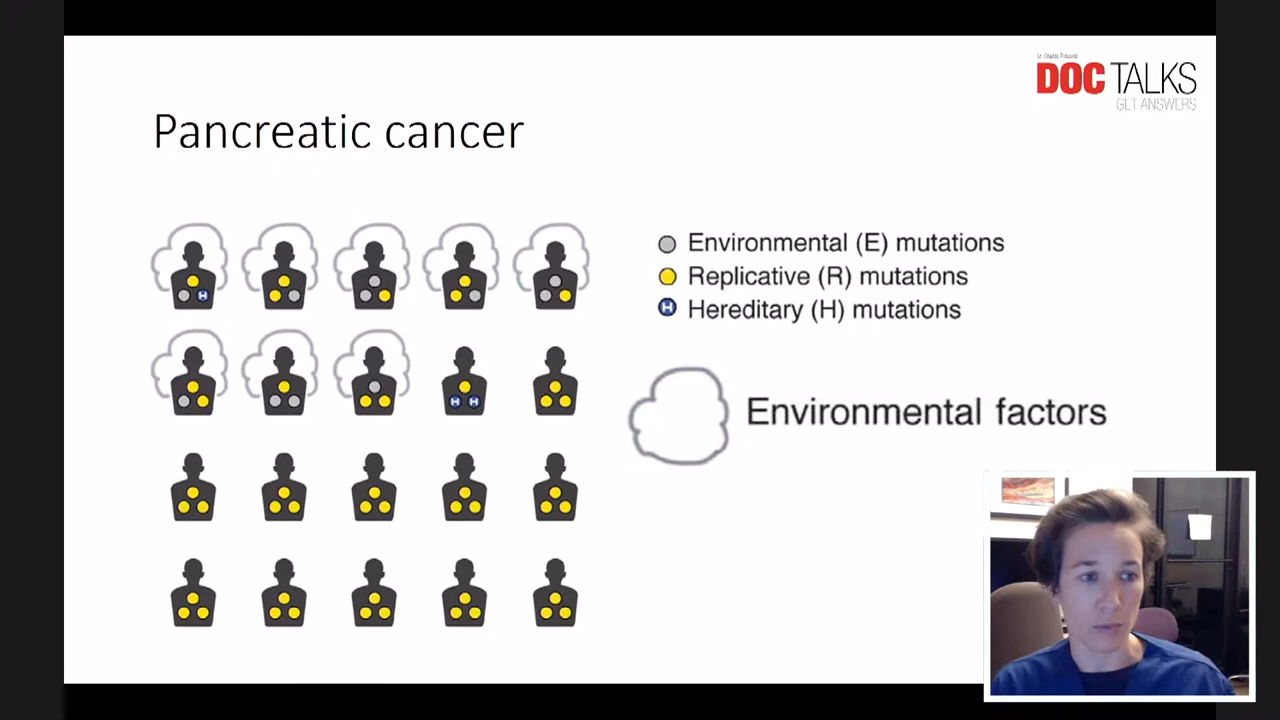 DOC TALKS
GET ANSWERS
Pancreatic cancer
Environmental (E) mutations
Replicative (R) mutations
H Hereditary (H) mutations
Environmental factors
H
H H